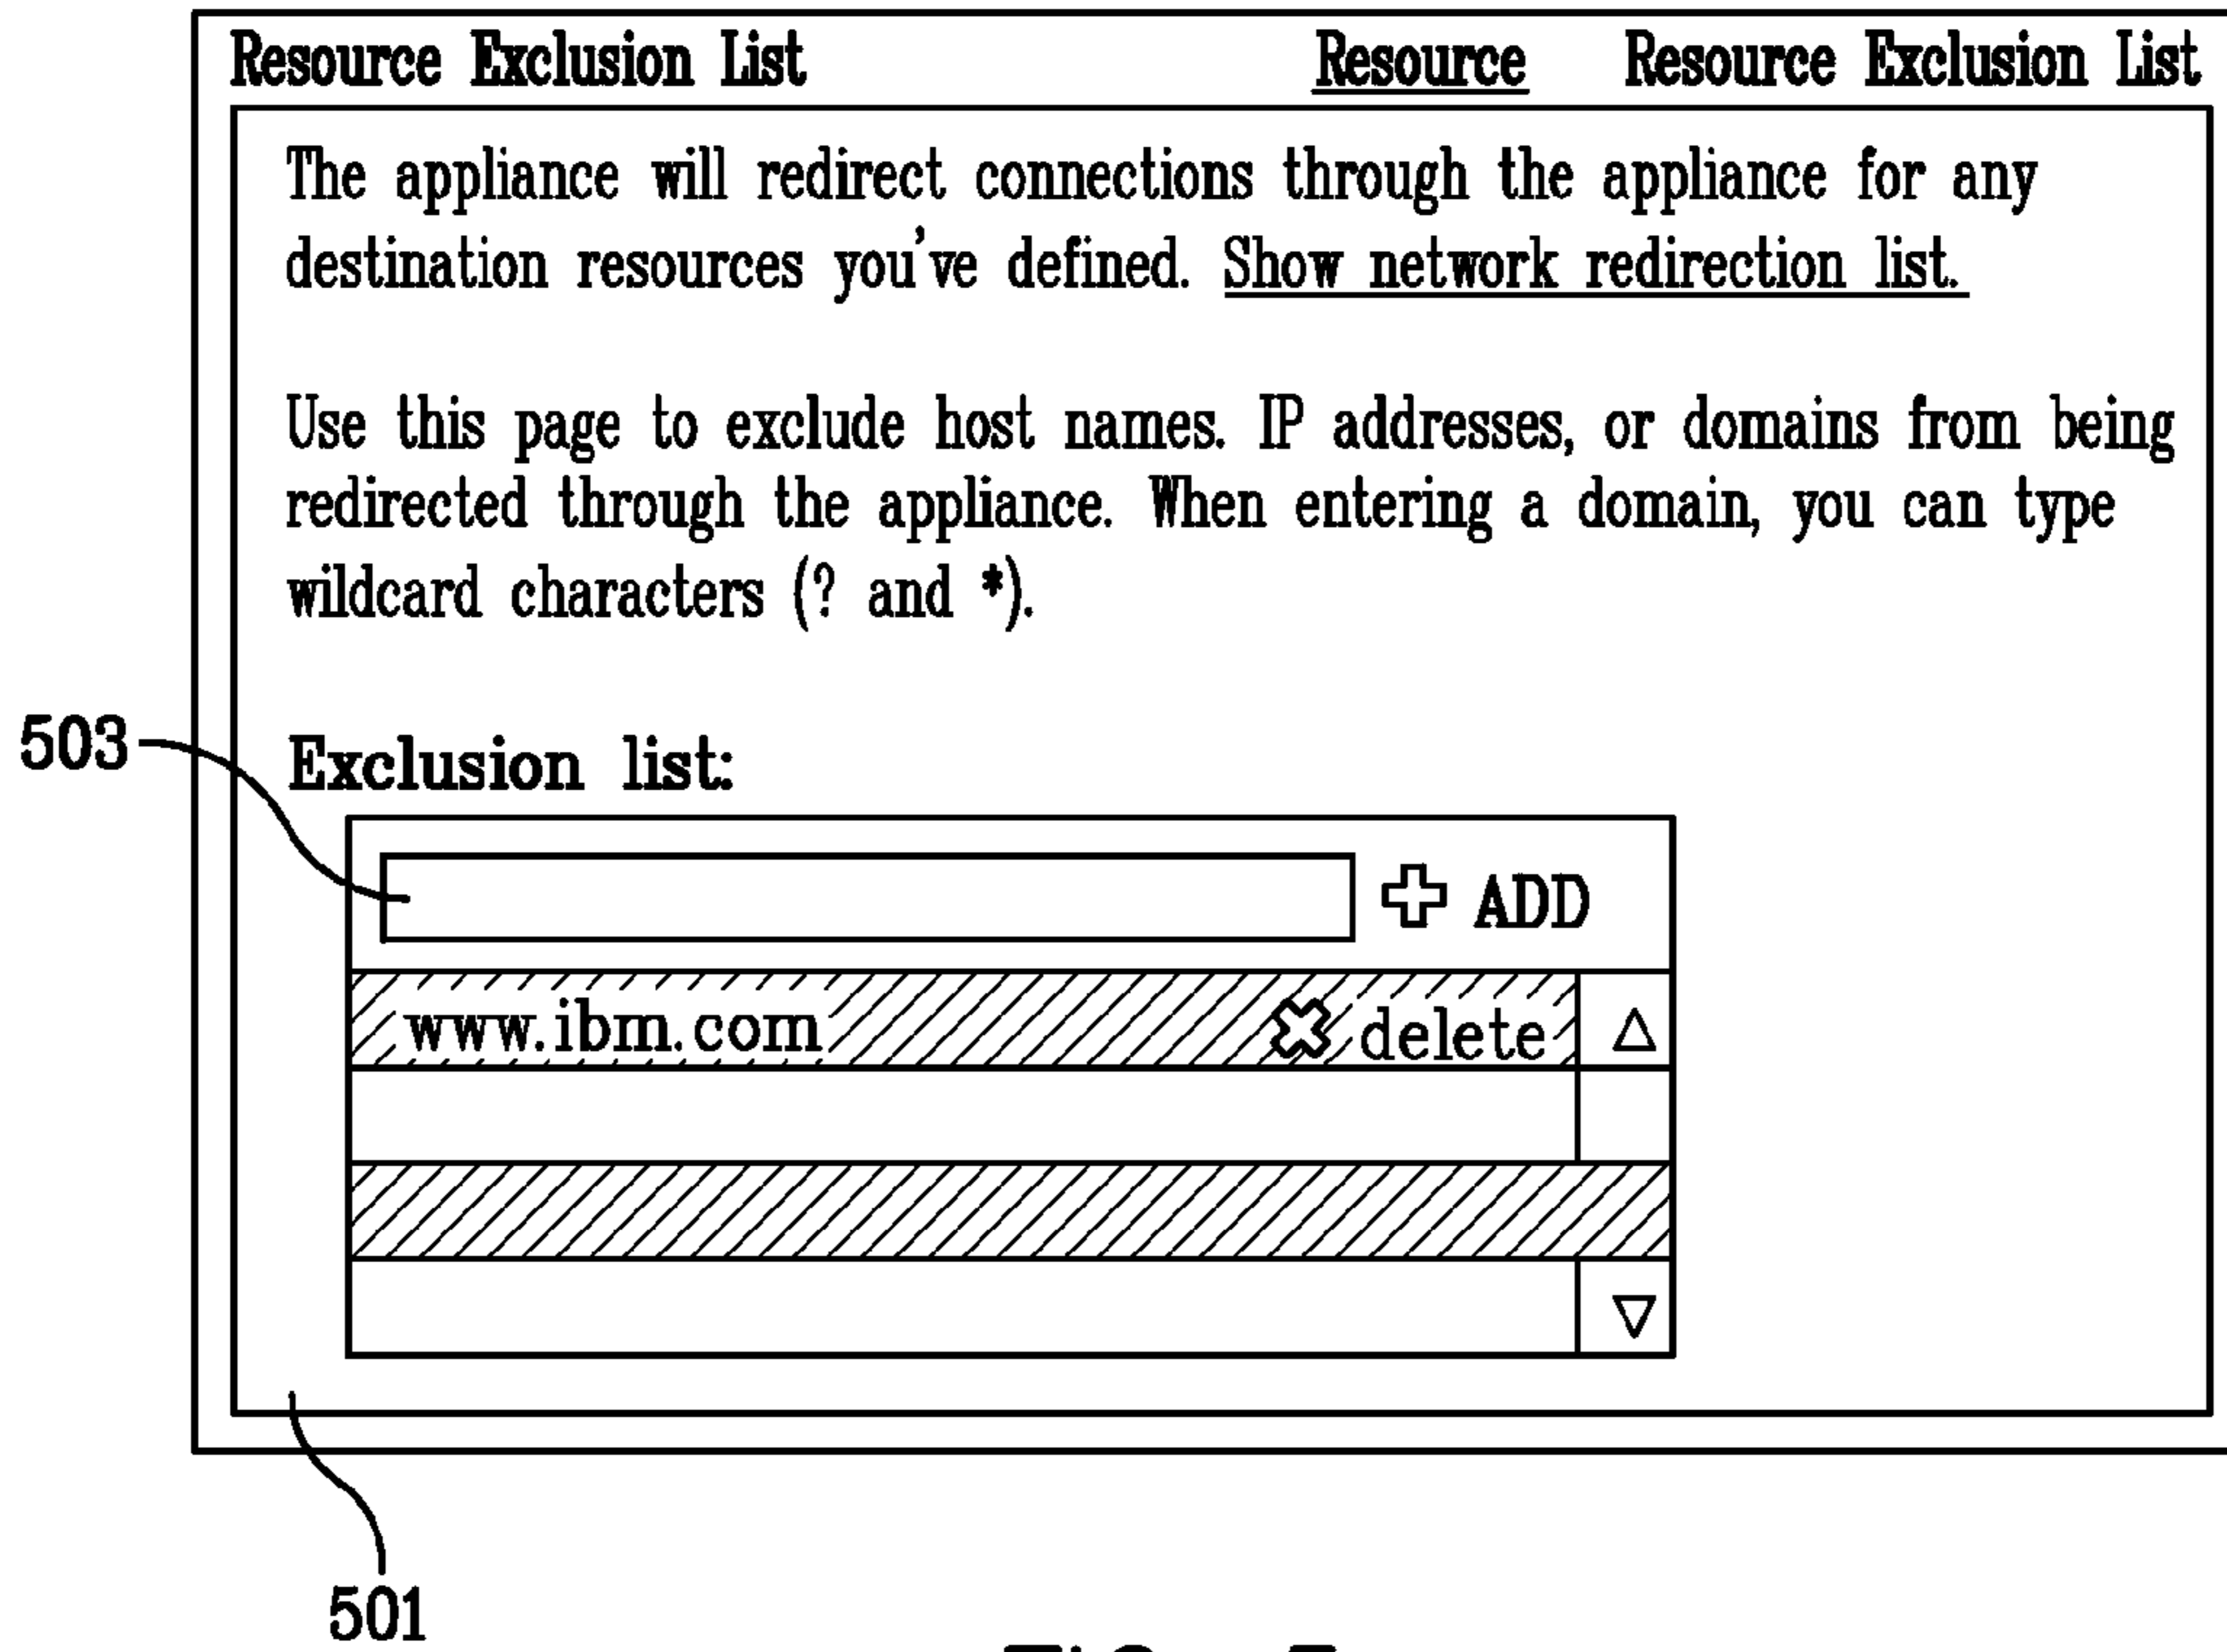 Resource Exclusion List Resource Resource Exclusion List
The appliance will redirect connections through the appliance for any
destination resources you've defined. Show network redirection list.
Use this page to exclude host names. IP addresses, or domains from being
redirected through the appliance. When entering a domain, you can type
wildcard characters (? and *).
503
Exclusion list:
ADD
www.ibm.com delete
501